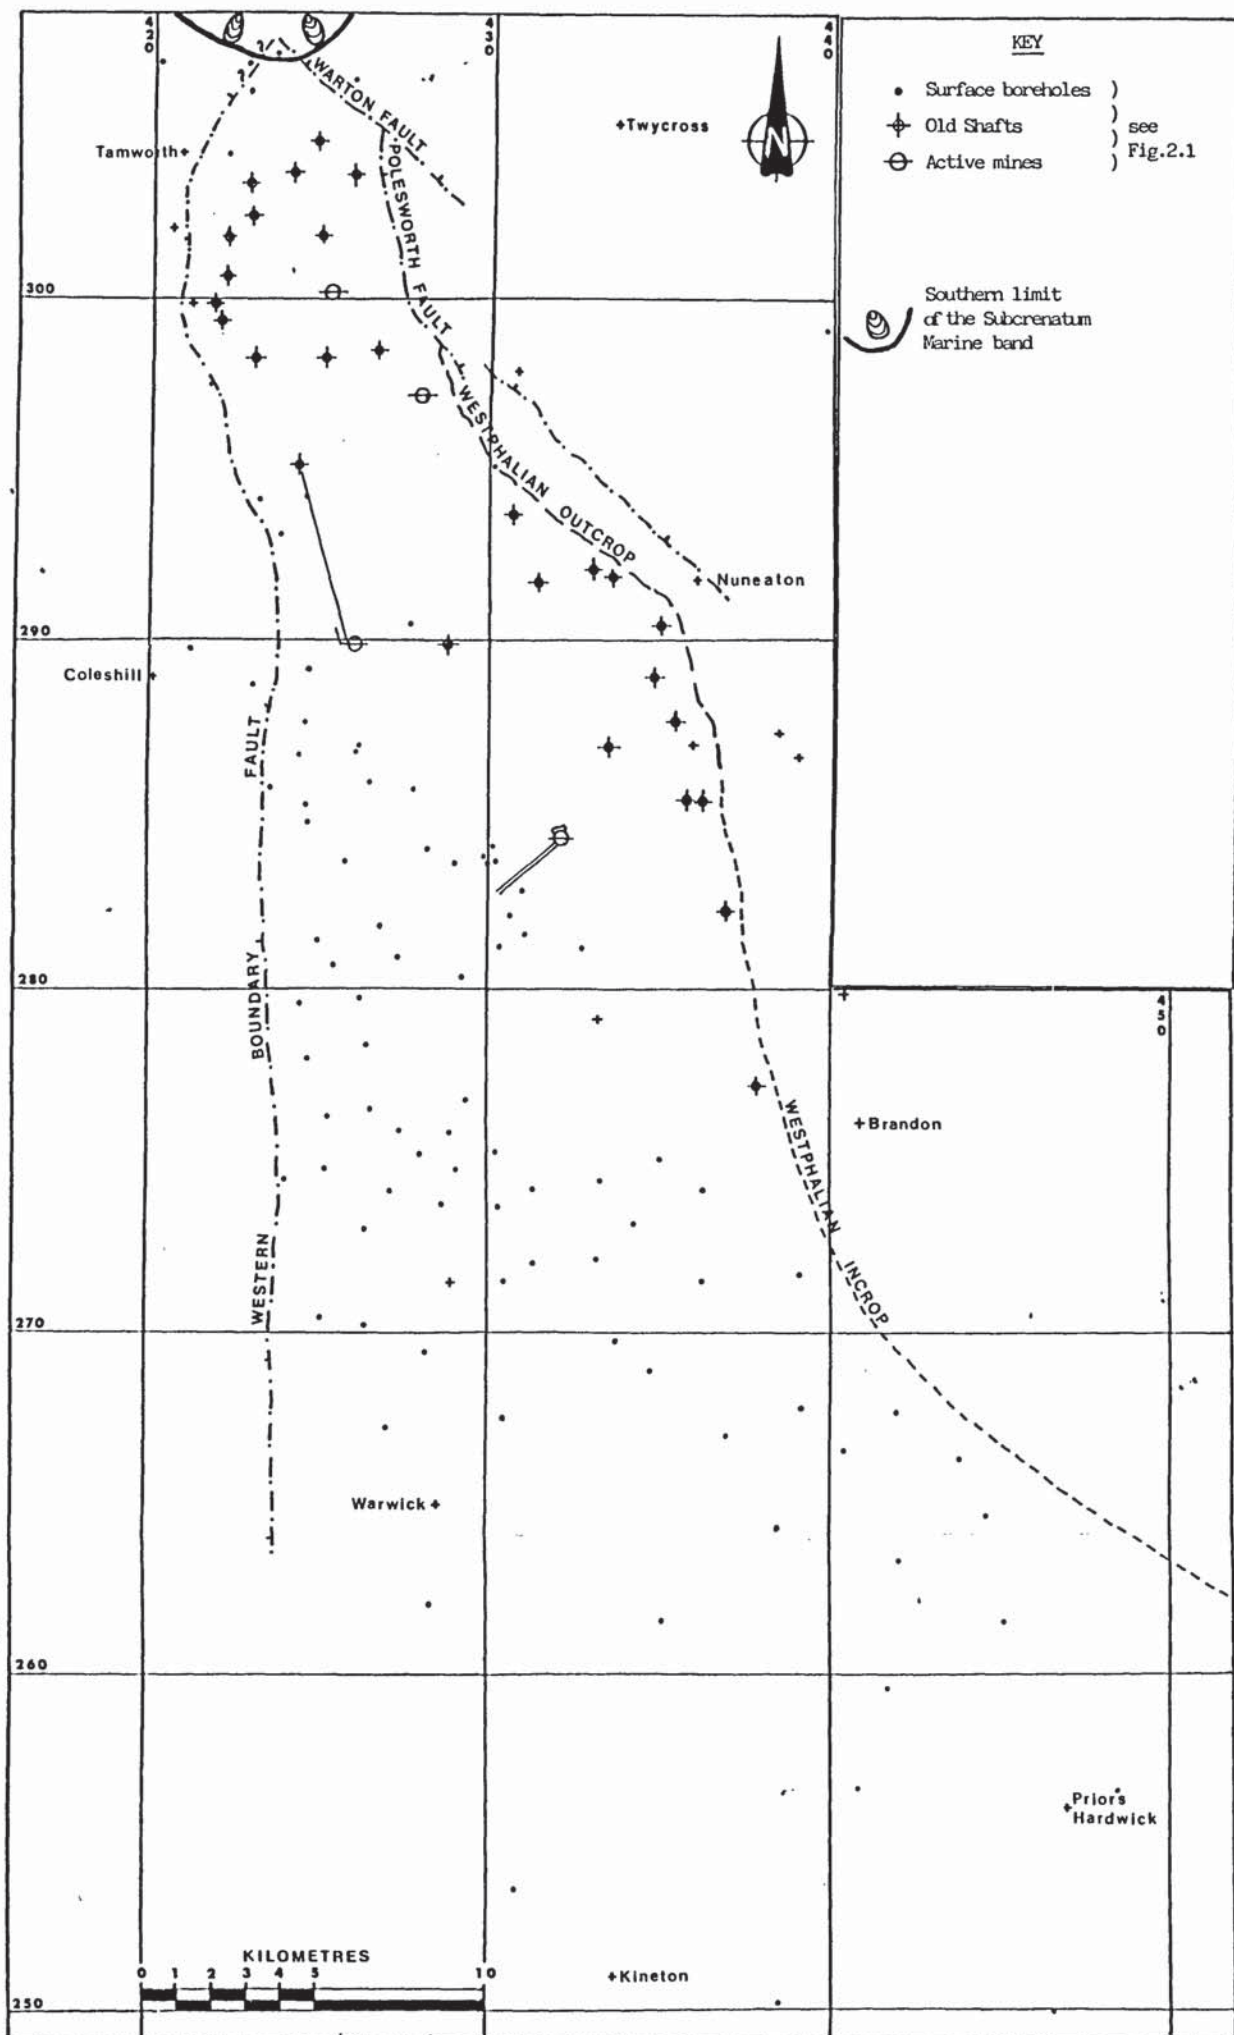 420
430
440
KEY
Surface boreholes )
)
Old Shafts ) see
) Fig.2.1
Active mines )
WARTON FAULT
Twycross
Tamworth
POLESWORTH FAULT
300
Southern limit
of the Subcrenatum
Marine band
WESTPHALIAN OUTCROP
Nuneaton
290
Coleshill
WESTERN BOUNDARY FAULT
280
450
WESTPHALIAN INCROP
Brandon
270
Warwick
260
Priors
Hardwick
KILOMETRES
0 1 2 3 4 5 10
Kineton
250
N